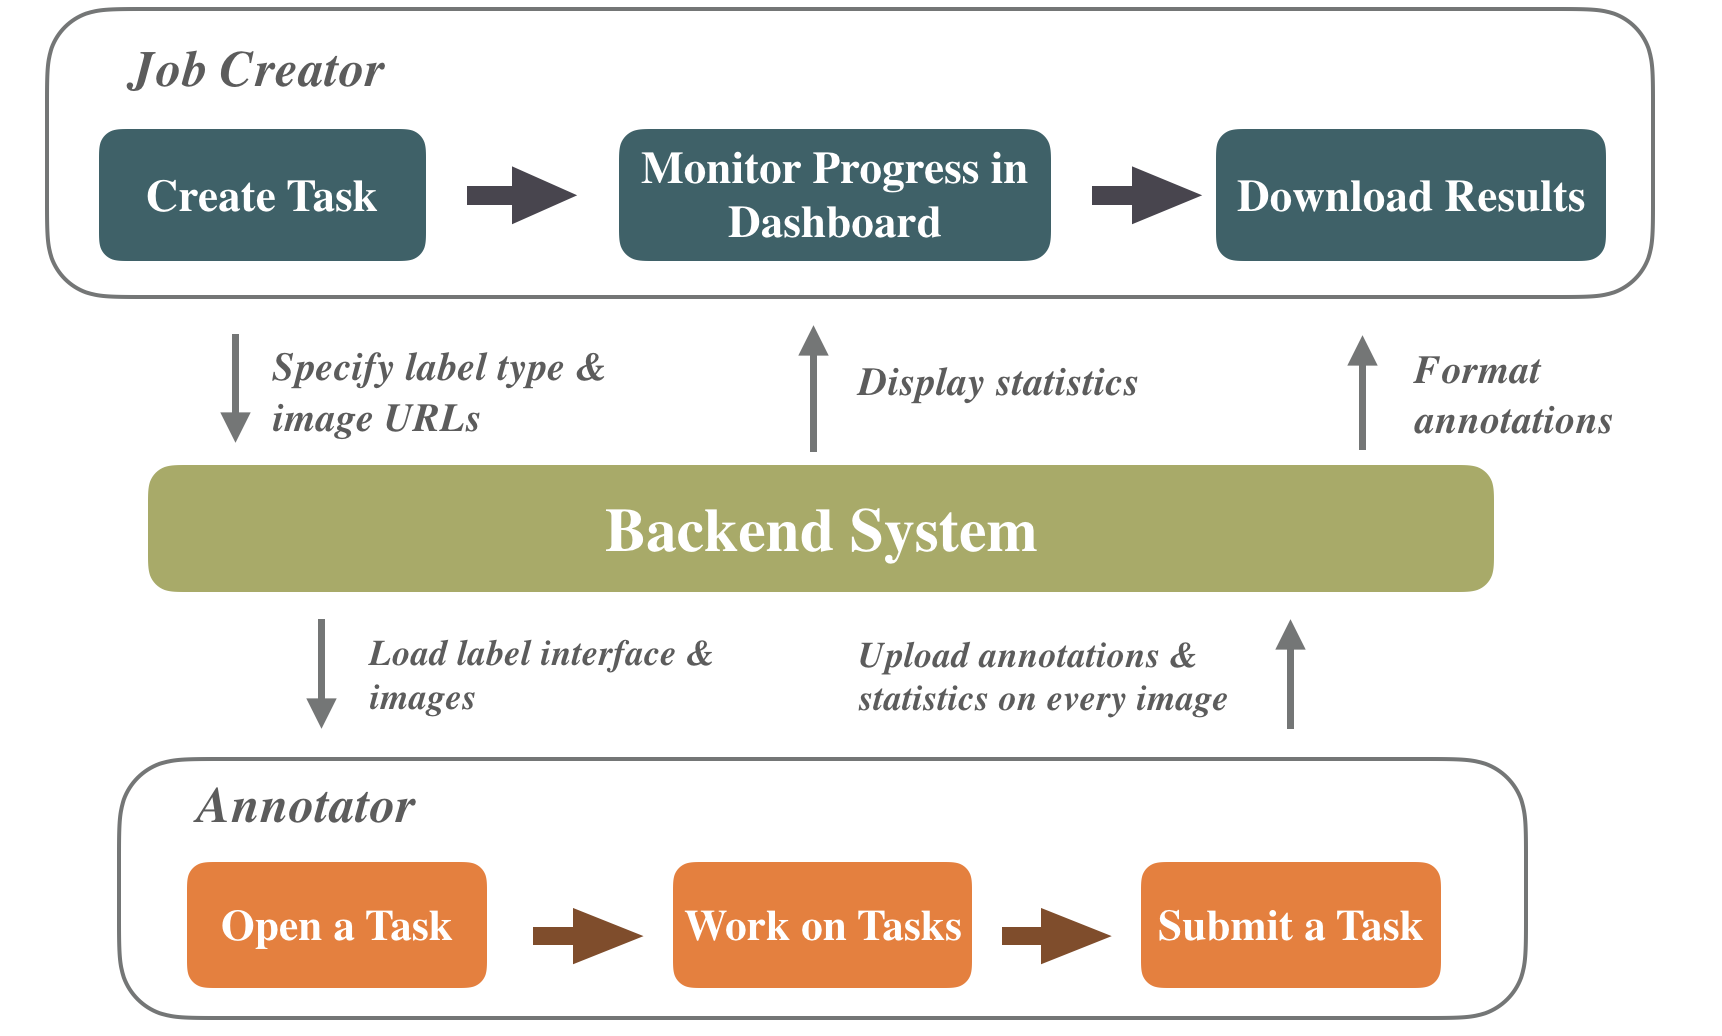 Job Creator
Create Task
Monitor Progress in
Dashboard
Download Results
Specify label type &
image URLs
Display statistics
Format
annotations
Backend System
Load label interface &
images
Upload annotations &
statistics on every image
Annotator
Open a Task
Work on Tasks
Submit a Task